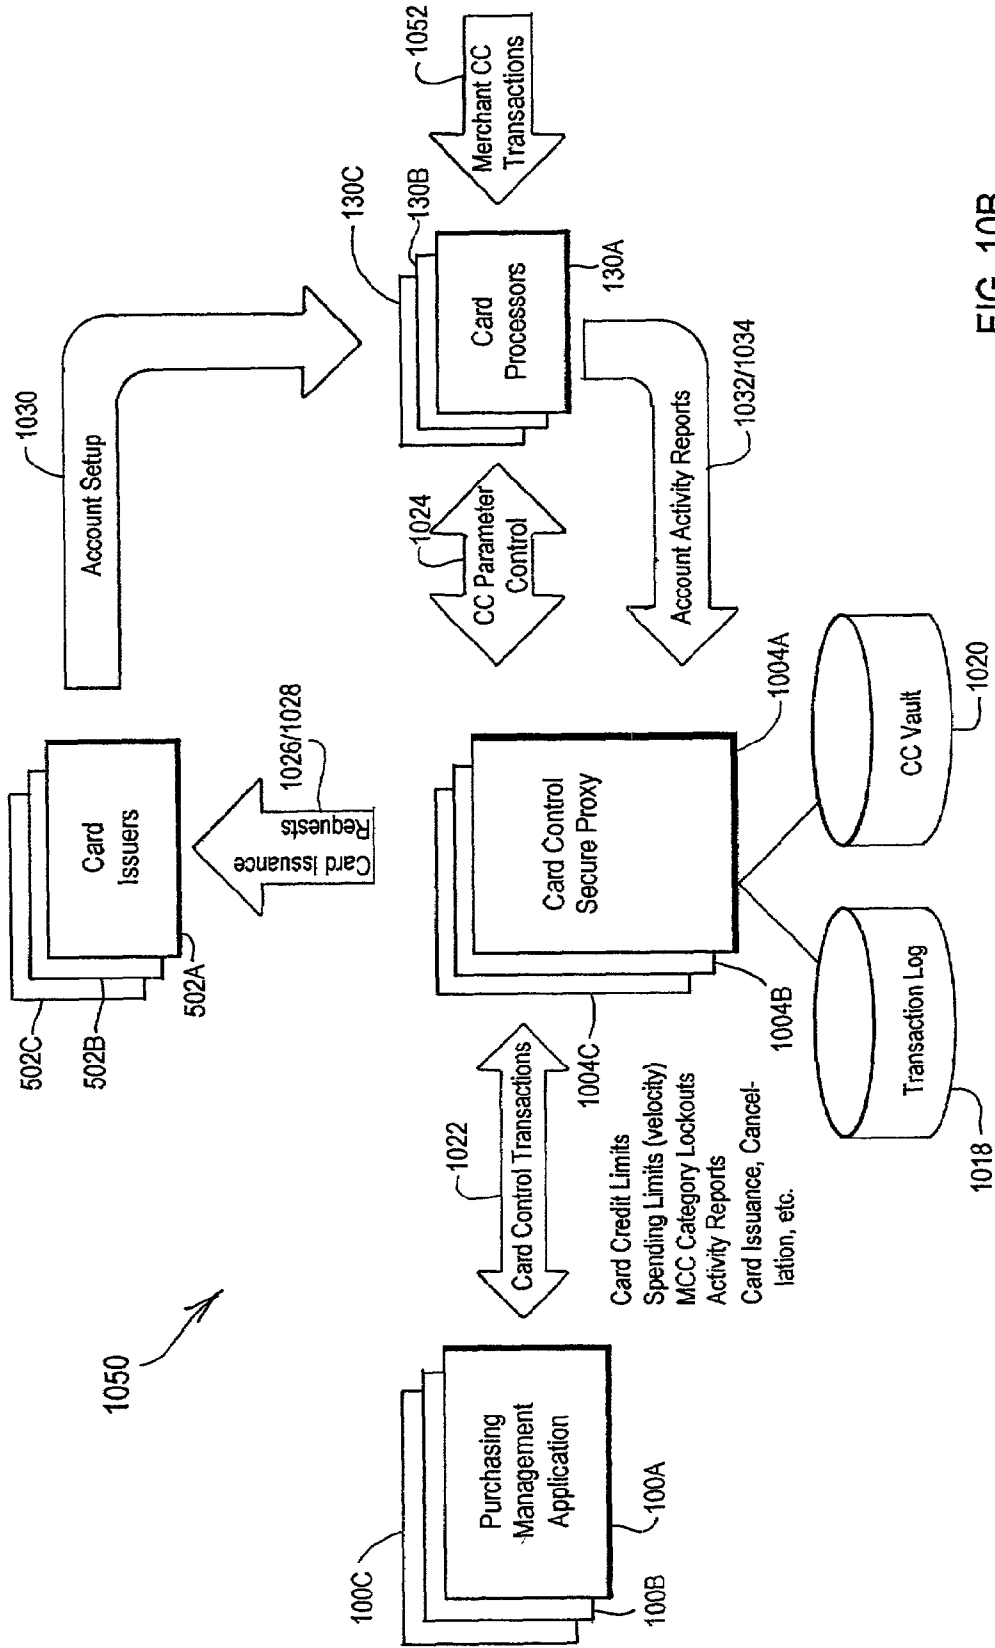 1050
502C
502B
502A
Card
Issuers
Card issuance
Requests
1026/1028
Account Setup
1030
100C
100B
100A
Purchasing
Management
Application
1022
Card Control Transactions
Card Credit Limits
Spending Limits (velocity)
MCC Category Lockouts
Activity Reports
Card Issuance, Cancel-
lation, etc.
1004C
1004B
1004A
Card Control
Secure Proxy
1024
CC Parameter
Control
130C
130B
130A
Card
Processors
Merchant CC
Transactions
1052
Account Activity Reports
1032/1034
Transaction Log
1018
CC Vault
1020
FIG. 10B